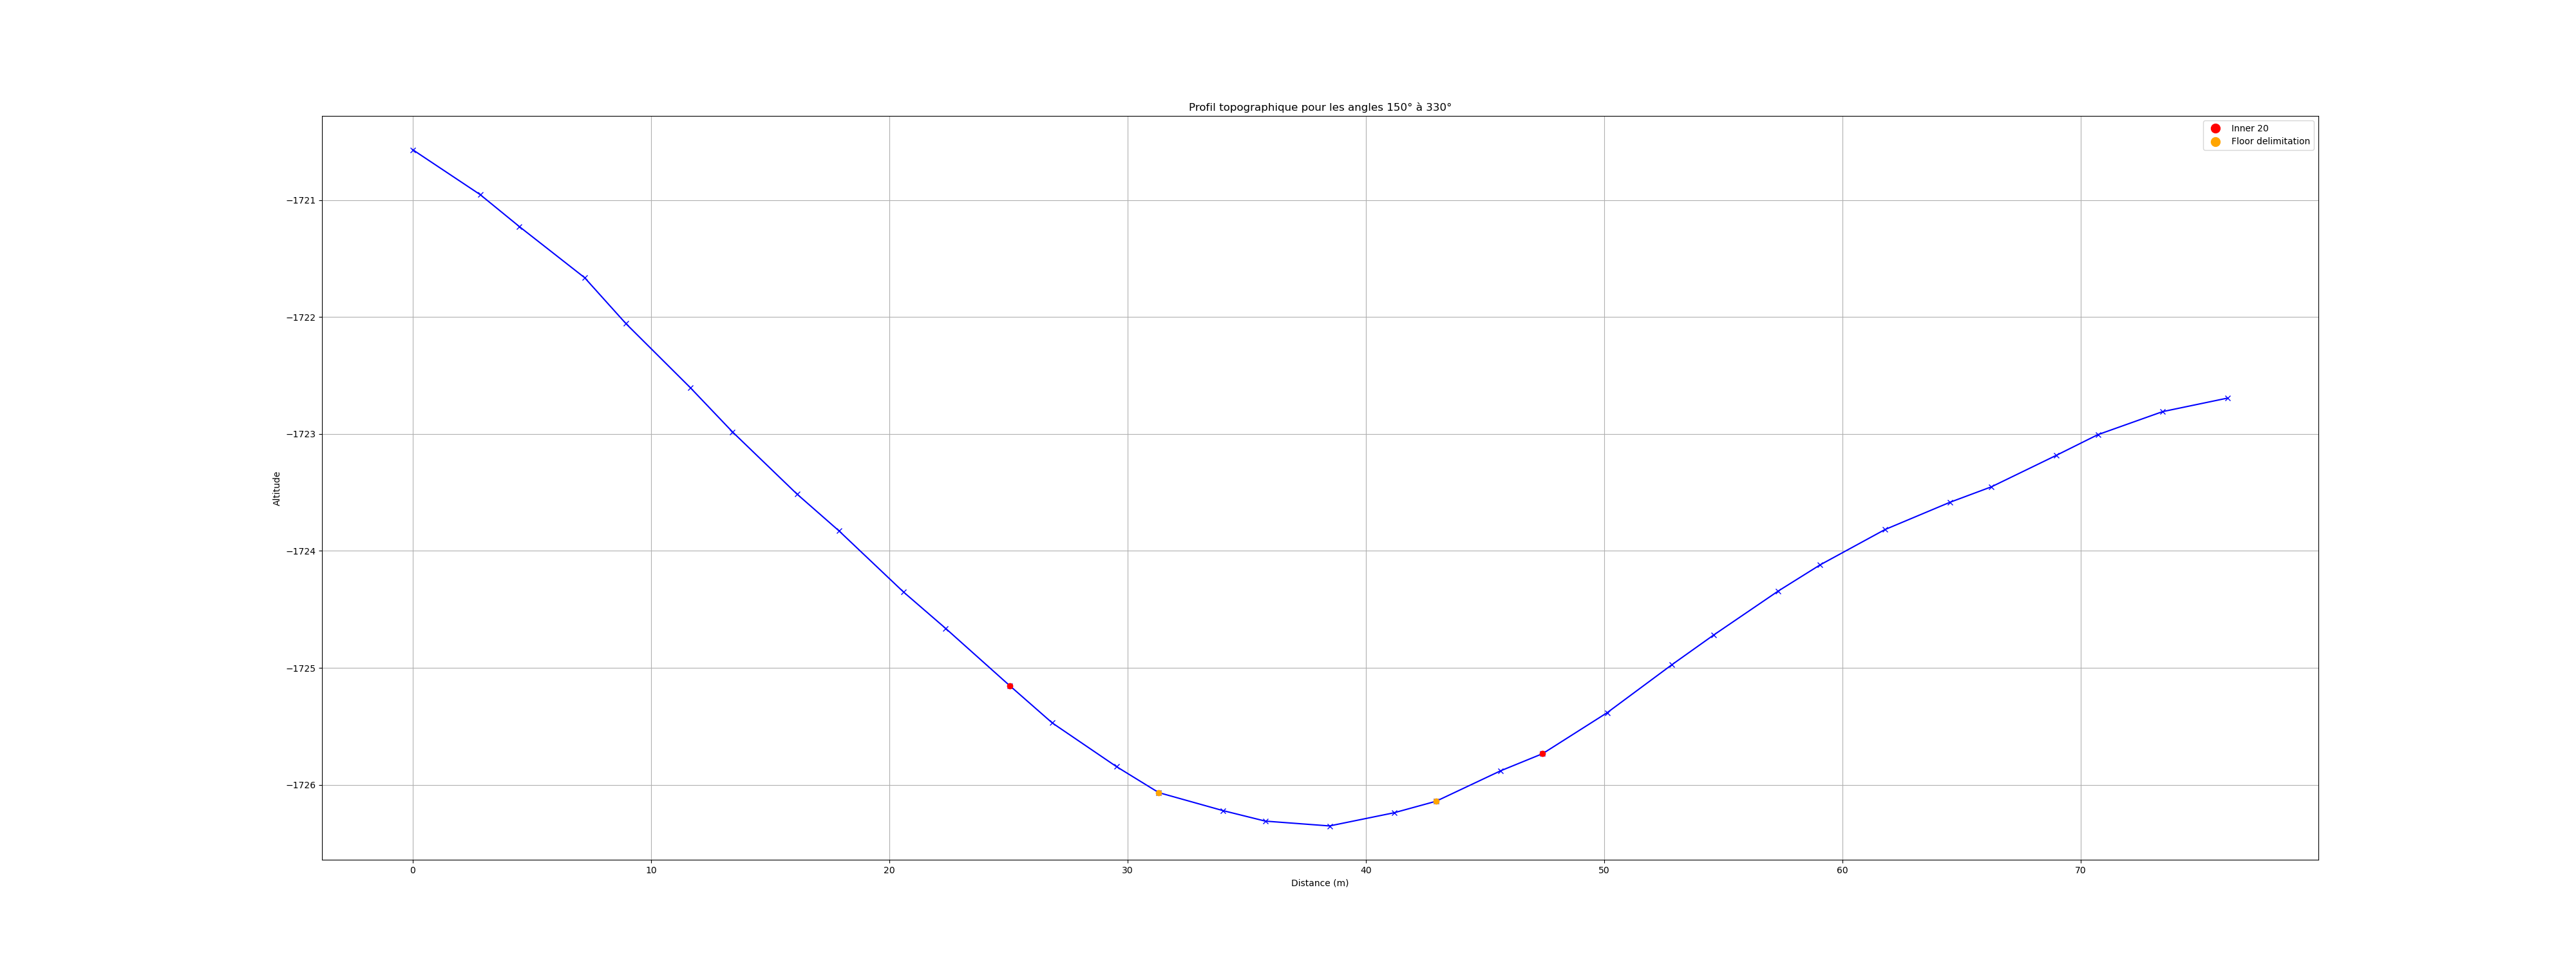 Profil topographique pour les angles 150° à 330°
Inner 20
Floor delimitation
−1721
−1722
−1723
−1724
−1725
−1726
Altitude
0 10 20 30 40 50 60 70
Distance (m)